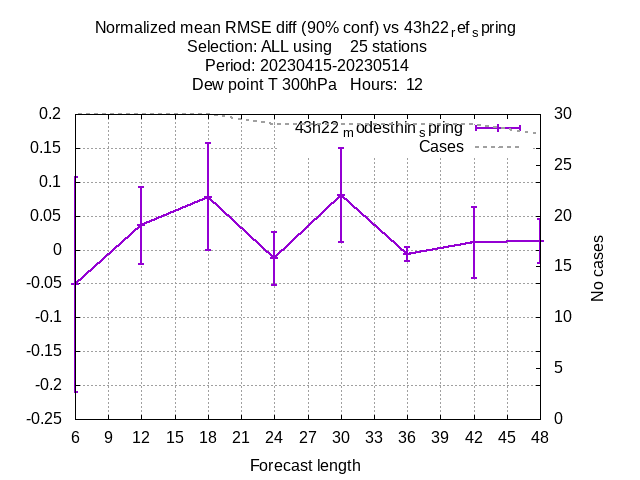 Normalized mean RMSE diff (90% conf) vs 43h22refspring
Selection: ALL using    25 stations
Period: 20230415-20230514
Dew point T 300hPa   Hours:  12
43h22modesthinspring
Cases
0.2
0.15
0.1
0.05
0
-0.05
-0.1
-0.15
-0.2
-0.25
30
25
20
15
10
5
0
No cases
6 9 12 15 18 21 24 27 30 33 36 39 42 45 48
Forecast length